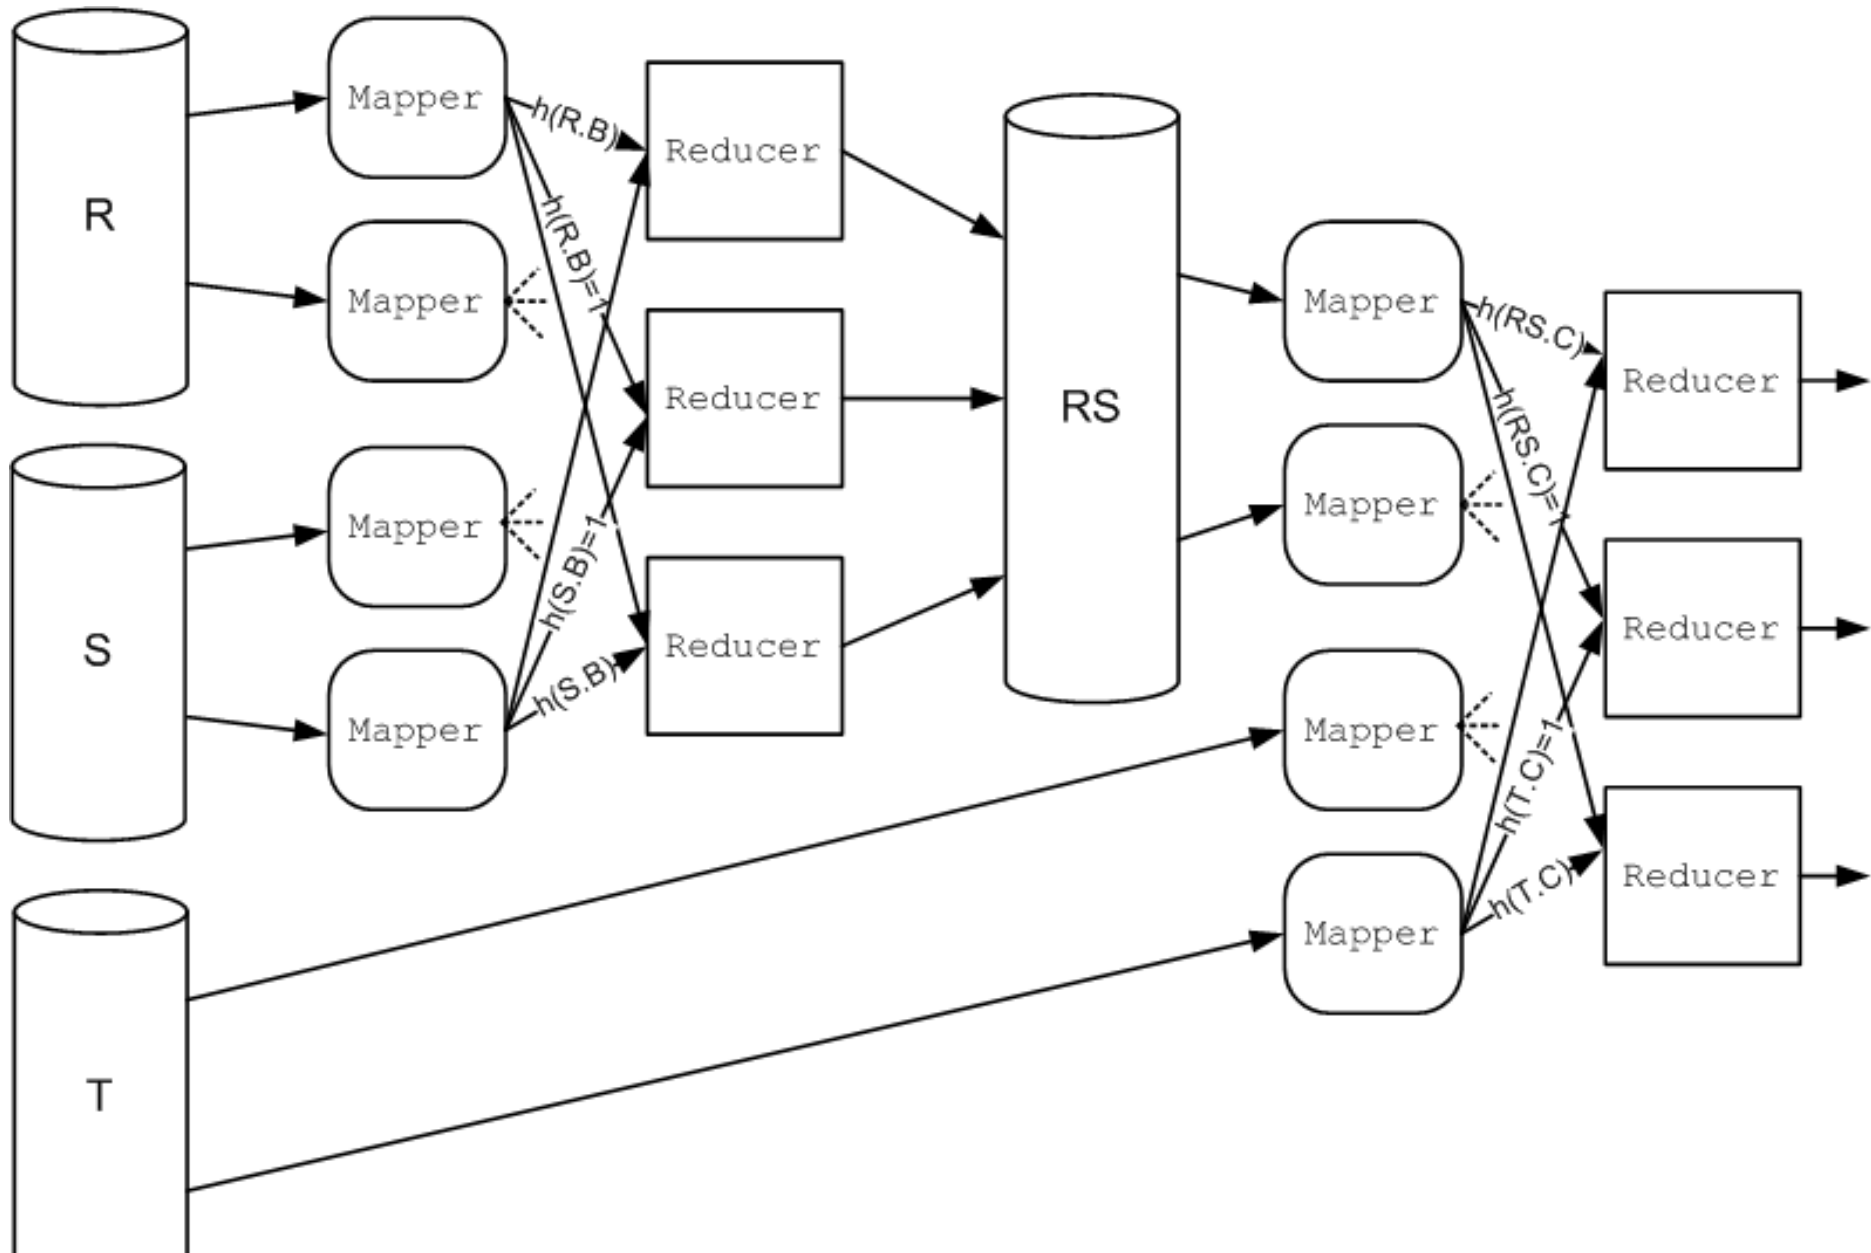 R
S
T
Mapper
Mapper
Mapper
Mapper
h(R.B)
h(R.B)=1
h(S.B)=1
h(S.B)
Reducer
Reducer
Reducer
RS
Mapper
Mapper
Mapper
Mapper
h(RS.C)
h(RS.C)=1
h(T.C)=1
h(T.C)
Reducer
Reducer
Reducer